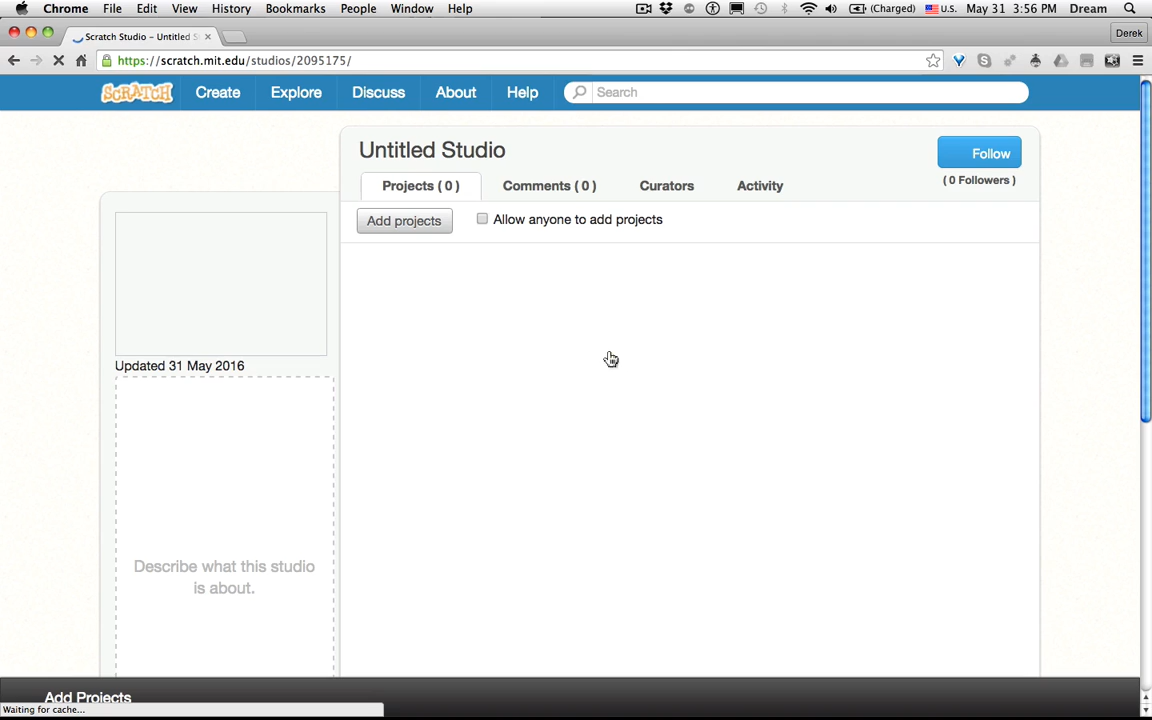 Chrome File Edit View History Bookmarks People Window Help (Charged) U.S. May 31 3:56 PM Dream
Scratch Studio – Untitled S Derek
https://scratch.mit.edu/studios/2095175/
SCRATCH Create Explore Discuss About Help Search
Untitled Studio
Follow
( 0 Followers )
Projects ( 0 ) Comments ( 0 ) Curators Activity
Add projects Allow anyone to add projects
Updated 31 May 2016
Describe what this studio
is about.
Add Projects
Waiting for cache...